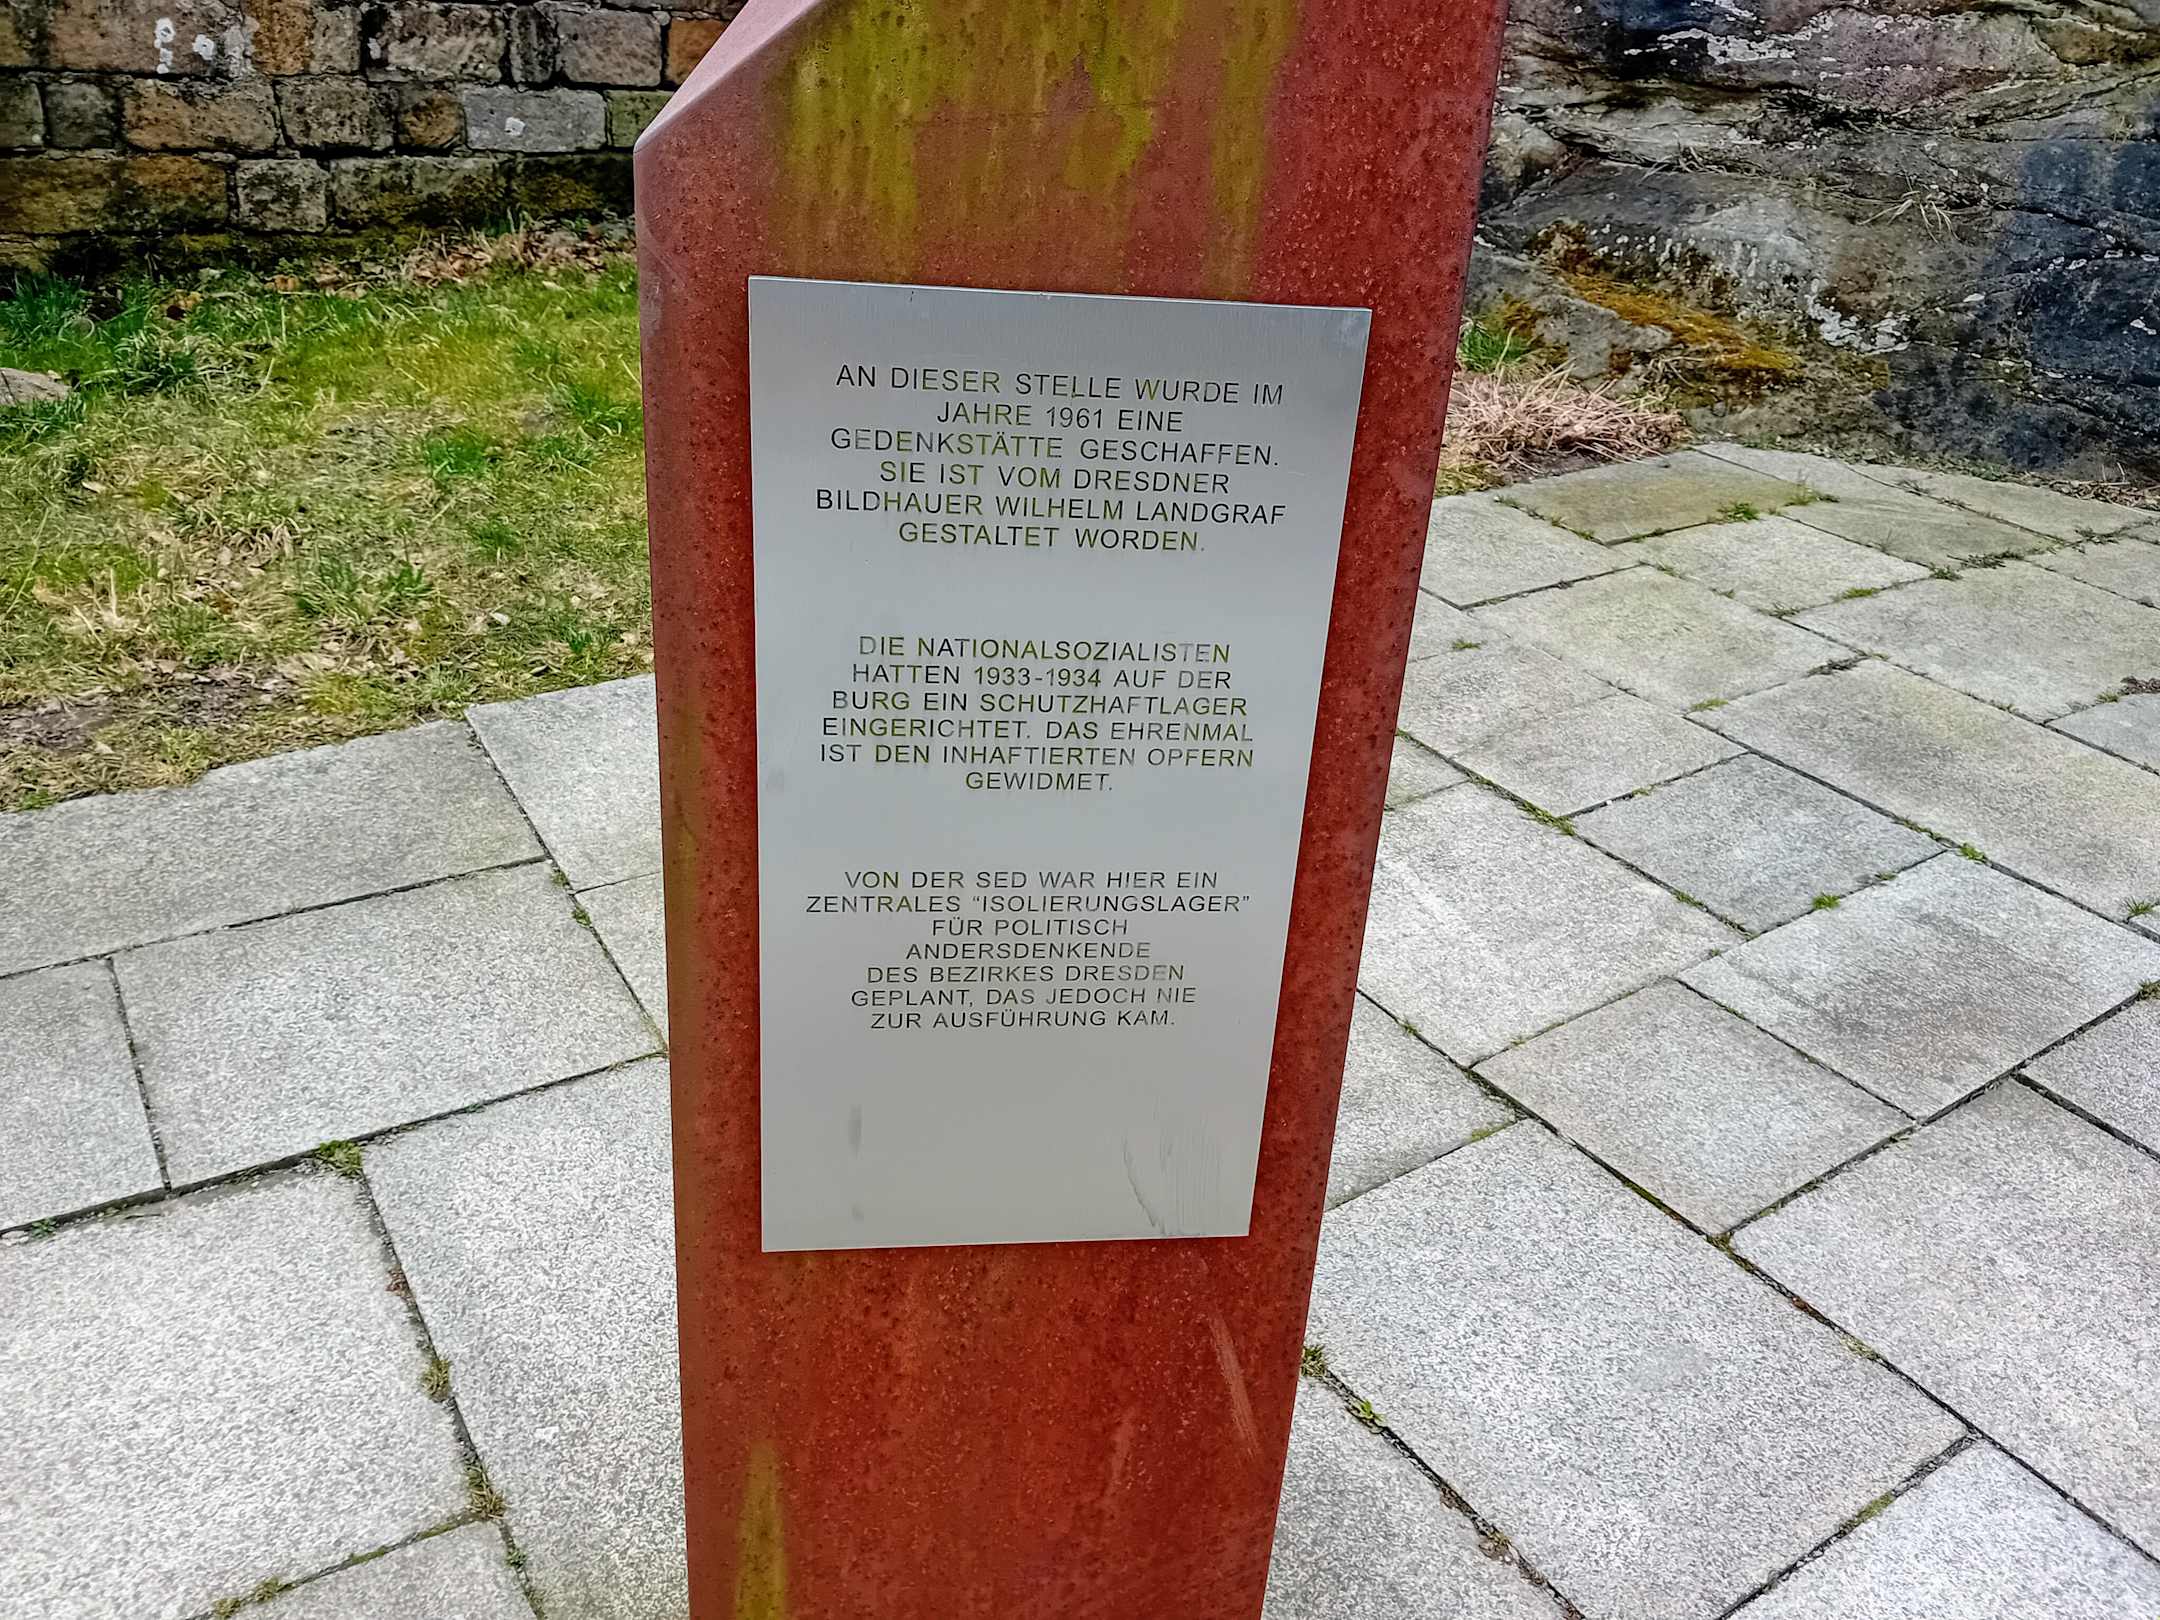 AN DIESER STELLE WURDE IM
JAHRE 1961 EINE
GEDENKSTÄTTE GESCHAFFEN.
SIE IST VOM DRESDNER
BILDHAUER WILHELM LANDGRAF
GESTALTET WORDEN.
DIE NATIONALSOZIALISTEN
HATTEN 1933-1934 AUF DER
BURG EIN SCHUTZHAFTLAGER
EINGERICHTET. DAS EHRENMAL
IST DEN INHAFTIERTEN OPFERN
GEWIDMET.
VON DER SED WAR HIER EIN
ZENTRALES "ISOLIERUNGSLAGER"
FÜR POLITISCH
ANDERSDENKENDE
DES BEZIRKES DRESDEN
GEPLANT, DAS JEDOCH NIE
ZUR AUSFÜHRUNG KAM.